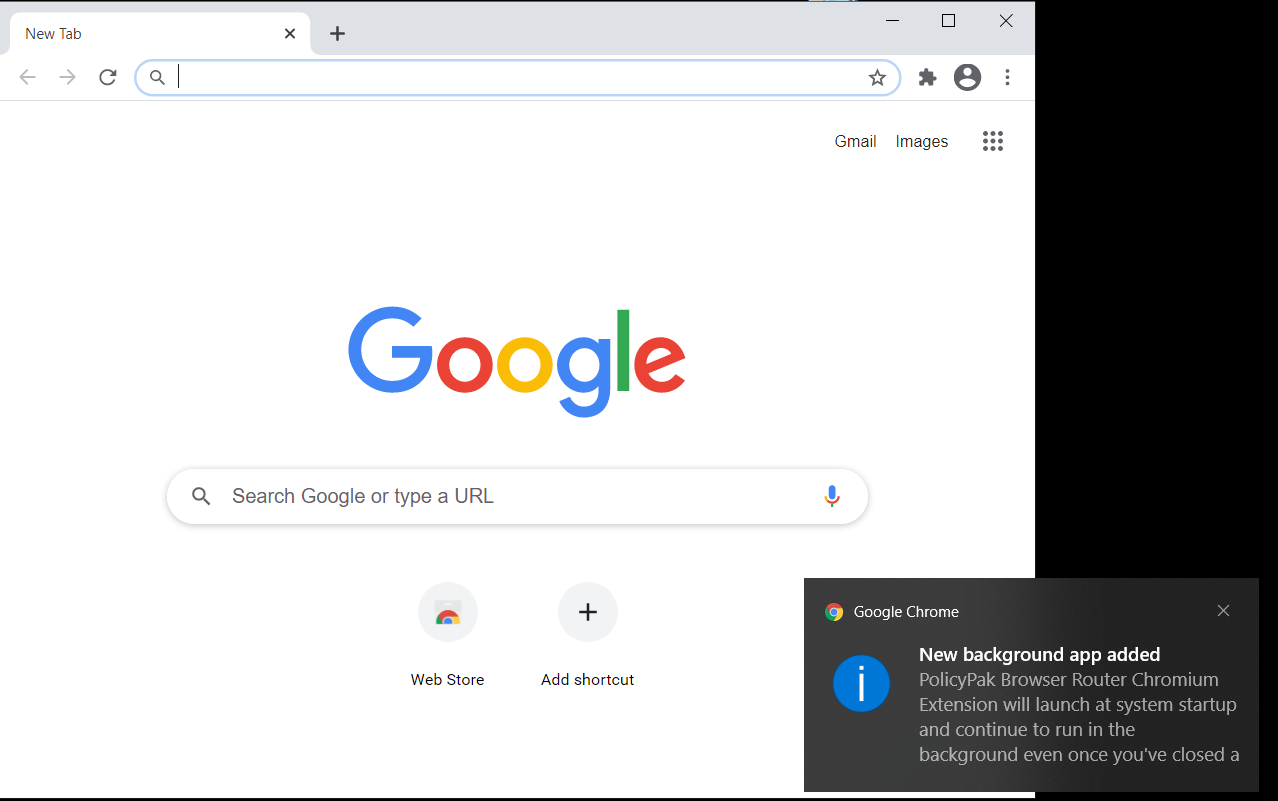 New Tab
Gmail Images
Google
Search Google or type a URL
Web Store Add shortcut
Google Chrome
New background app added
PolicyPak Browser Router Chromium
Extension will launch at system startup
and continue to run in the
background even once you've closed a